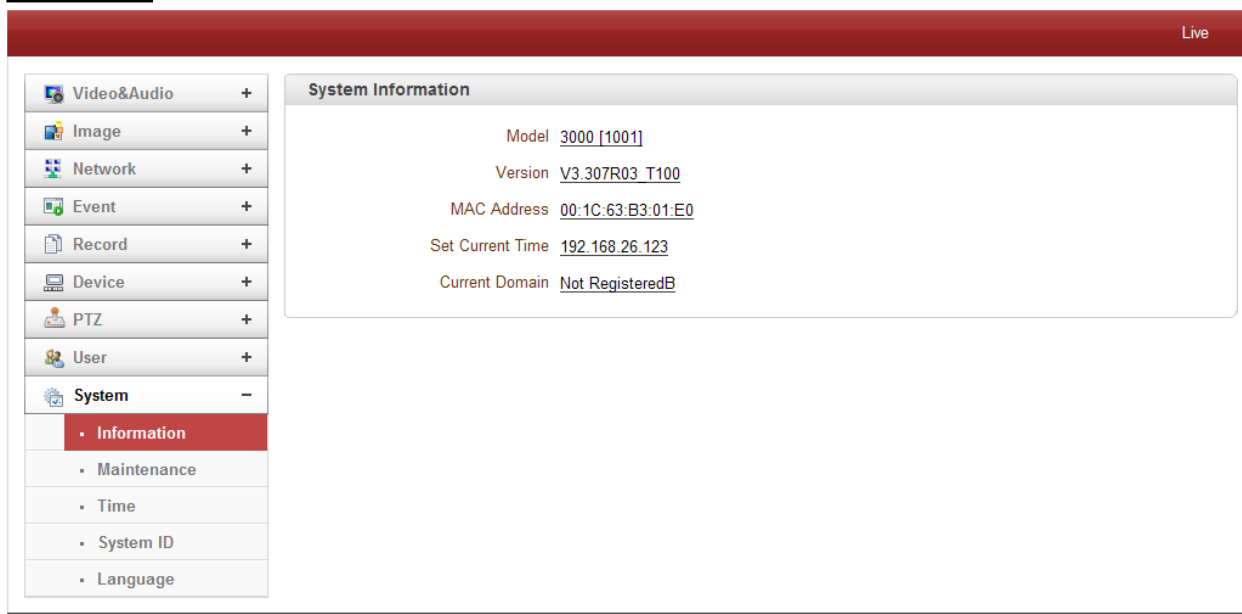 Live
Video&Audio +
Image +
Network +
Event +
Record +
Device +
PTZ +
User +
System −
Information
Maintenance
Time
System ID
Language
System Information
Model 3000 [1001]
Version V3.307R03_T100
MAC Address 00:1C:63:B3:01:E0
Set Current Time 192.168.26.123
Current Domain Not RegisteredB